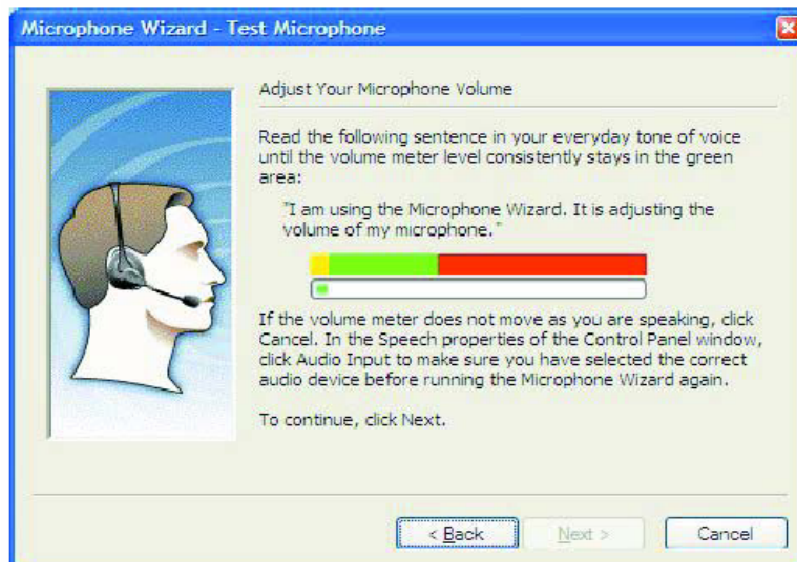 Microphone Wizard - Test Microphone
Adjust Your Microphone Volume
Read the following sentence in your everyday tone of voice
until the volume meter level consistently stays in the green
area:
"I am using the Microphone Wizard. It is adjusting the
volume of my microphone."
If the volume meter does not move as you are speaking, click
Cancel. In the Speech properties of the Control Panel window,
click Audio Input to make sure you have selected the correct
audio device before running the Microphone Wizard again.
To continue, click Next.
< Back Next > Cancel